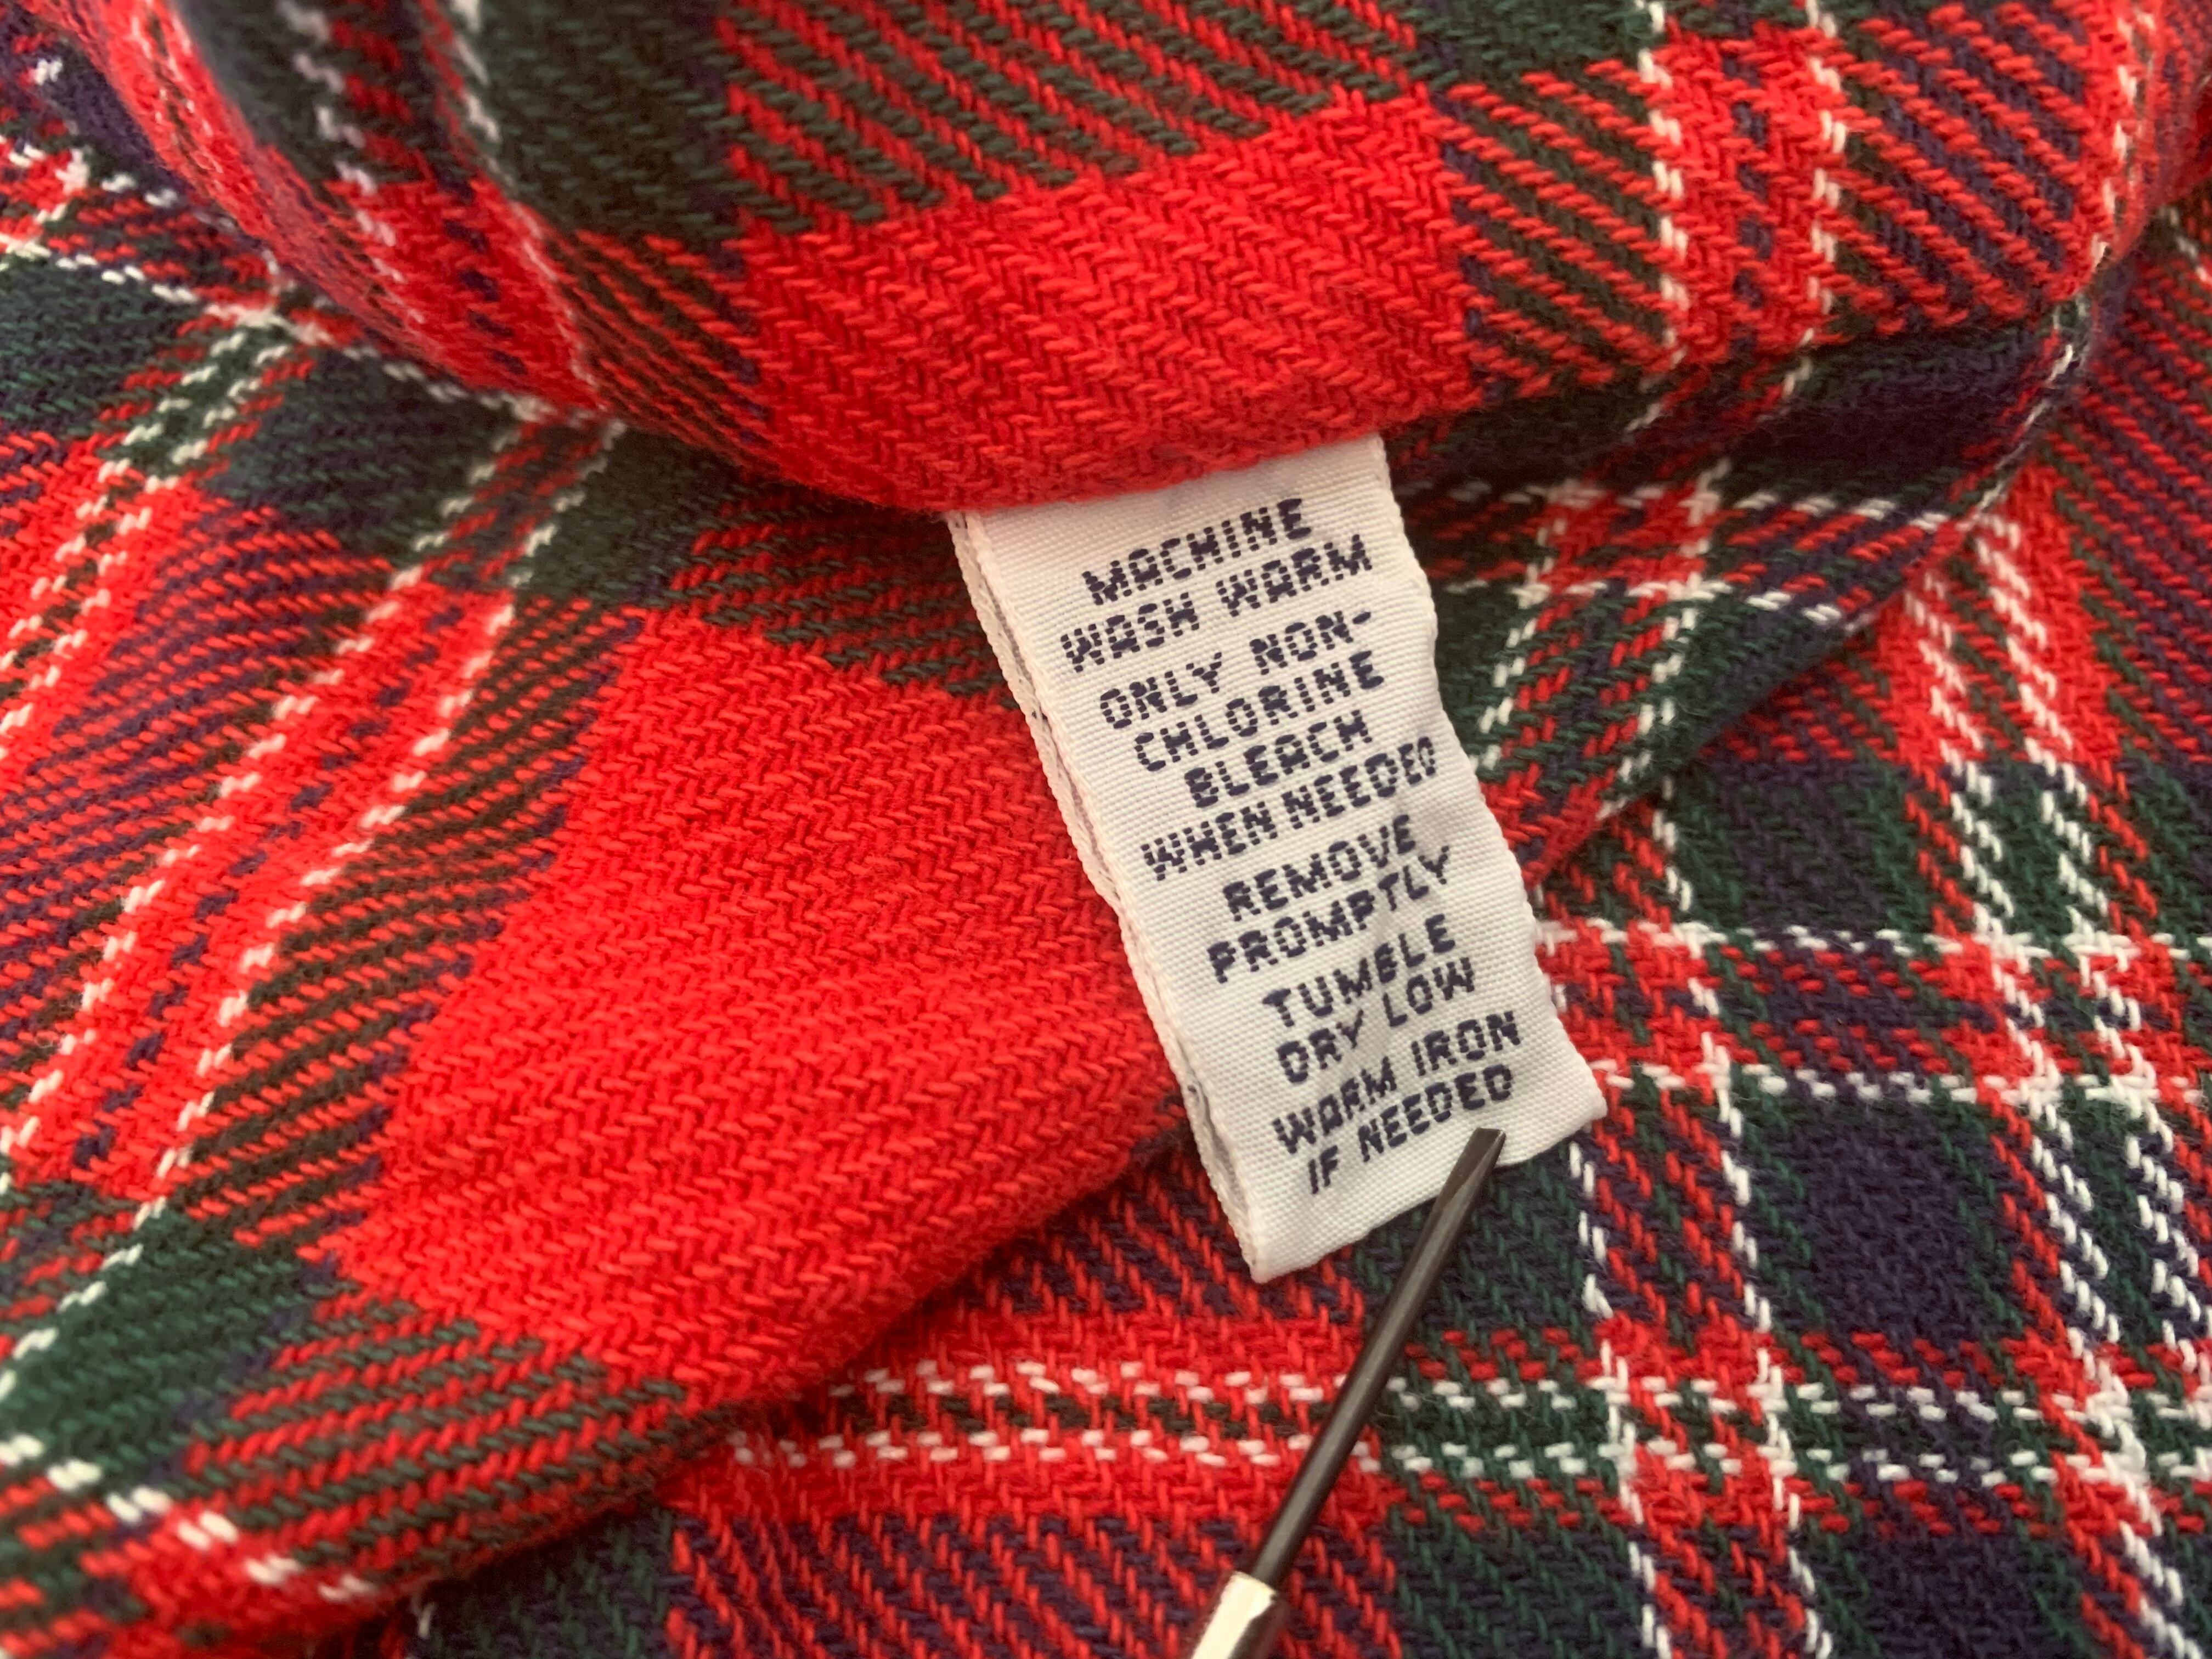 MACHINE
WASH WARM
ONLY NON-
CHLORINE
BLEACH
WHEN NEEDED
REMOVE
PROMPTLY
TUMBLE
DRY LOW
WARM IRON
IF NEEDED